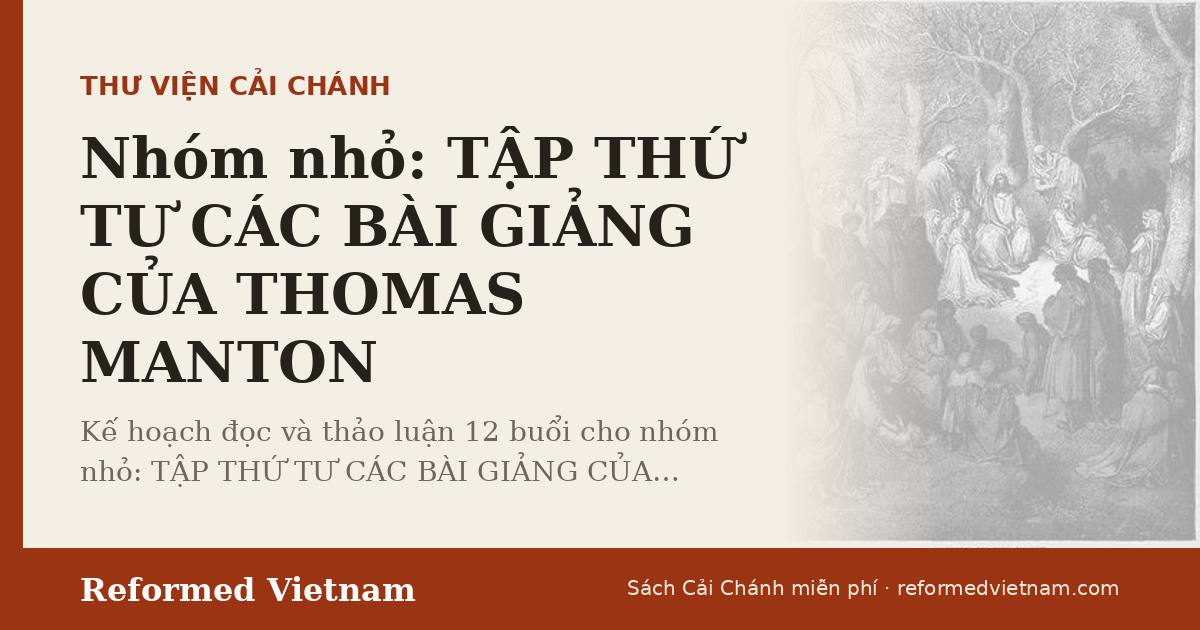 THƯ VIỆN CẢI CHÁNH
Nhóm nhỏ: TẬP THỨ
TƯ CÁC BÀI GIẢNG
CỦA THOMAS
MANTON
Kế hoạch đọc và thảo luận 12 buổi cho nhóm
nhỏ: TẬP THỨ TƯ CÁC BÀI GIẢNG CỦA...
Reformed Vietnam
Sách Cải Chánh miễn phí · reformedvietnam.com